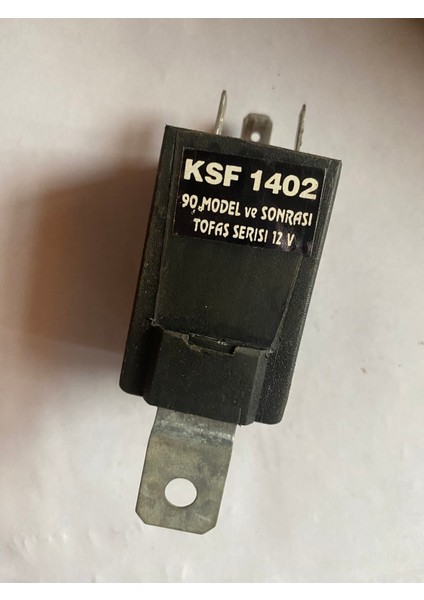 KSF 1402
90 MODEL ve SONRASI
TOFAŞ SERISI 12 V